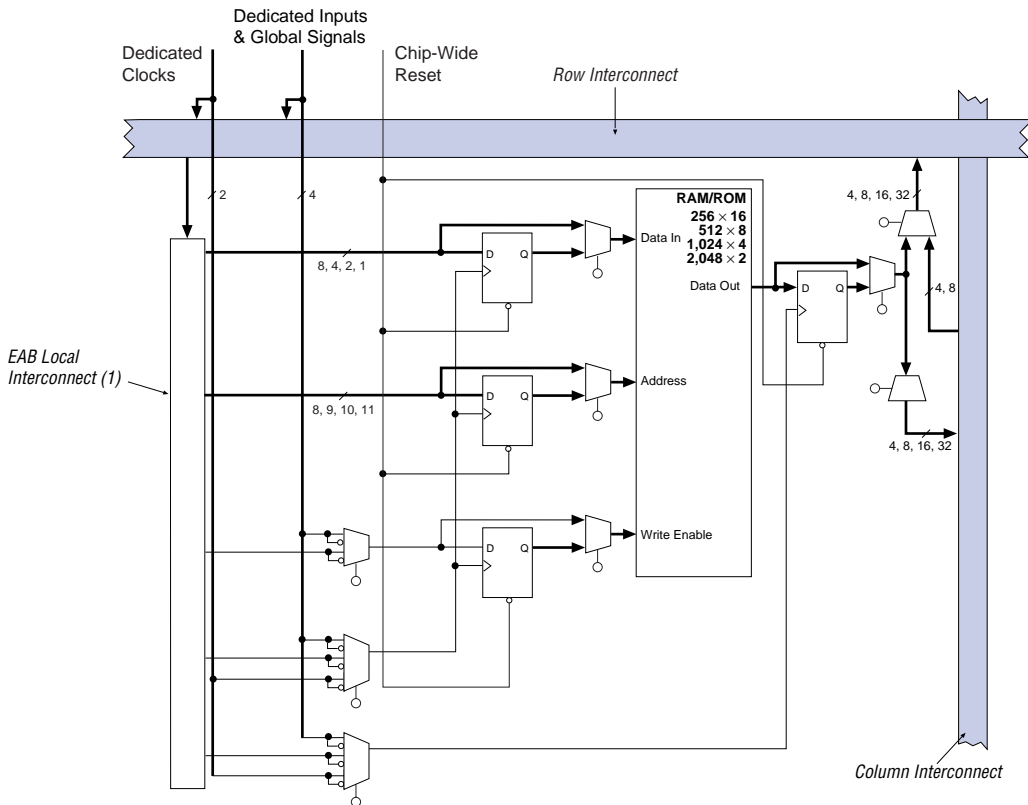 Dedicated Inputs
& Global Signals
Dedicated
Clocks
Chip-Wide
Reset
Row Interconnect
2
4
RAM/ROM
256 × 16
512 × 8
1,024 × 4
2,048 × 2
4, 8, 16, 32
Data In
D
Q
8, 4, 2, 1
Data Out
D
Q
4, 8
EAB Local
Interconnect (1)
Address
D
Q
8, 9, 10, 11
4, 8, 16, 32
Write Enable
D
Q
Column Interconnect